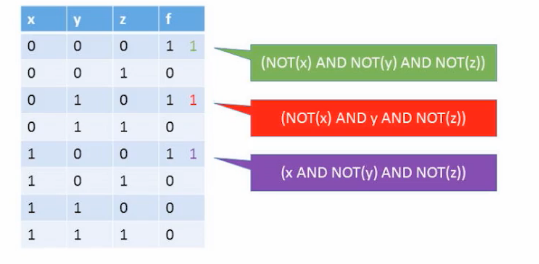 x y z f
0 0 0 1 1
(NOT(x) AND NOT(y) AND NOT(z))
0 0 1 0
0 1 0 1 1
(NOT(x) AND y AND NOT(z))
0 1 1 0
1 0 0 1 1
(x AND NOT(y) AND NOT(z))
1 0 1 0
1 1 0 0
1 1 1 0